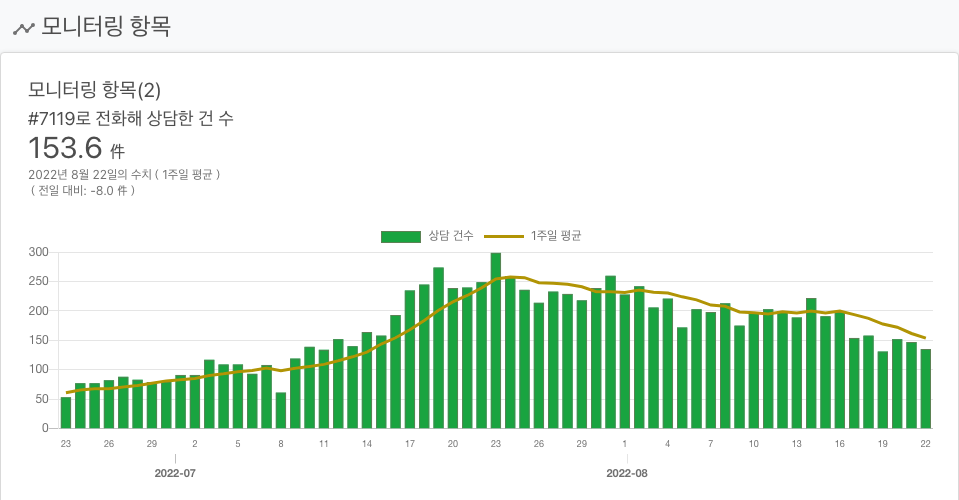 모니터링 항목
모니터링 항목(2)
#7119로 전화해 상담한 건 수
153.6 件
2022년 8월 22일의 수치 ( 1주일 평균 )
( 전일 대비: -8.0 件 )
상담 건수 1주일 평균
300
250
200
150
100
50
0
23 26 29 2 5 8 11 14 17 20 23 26 29 1 4 7 10 13 16 19 22
2022-07 2022-08